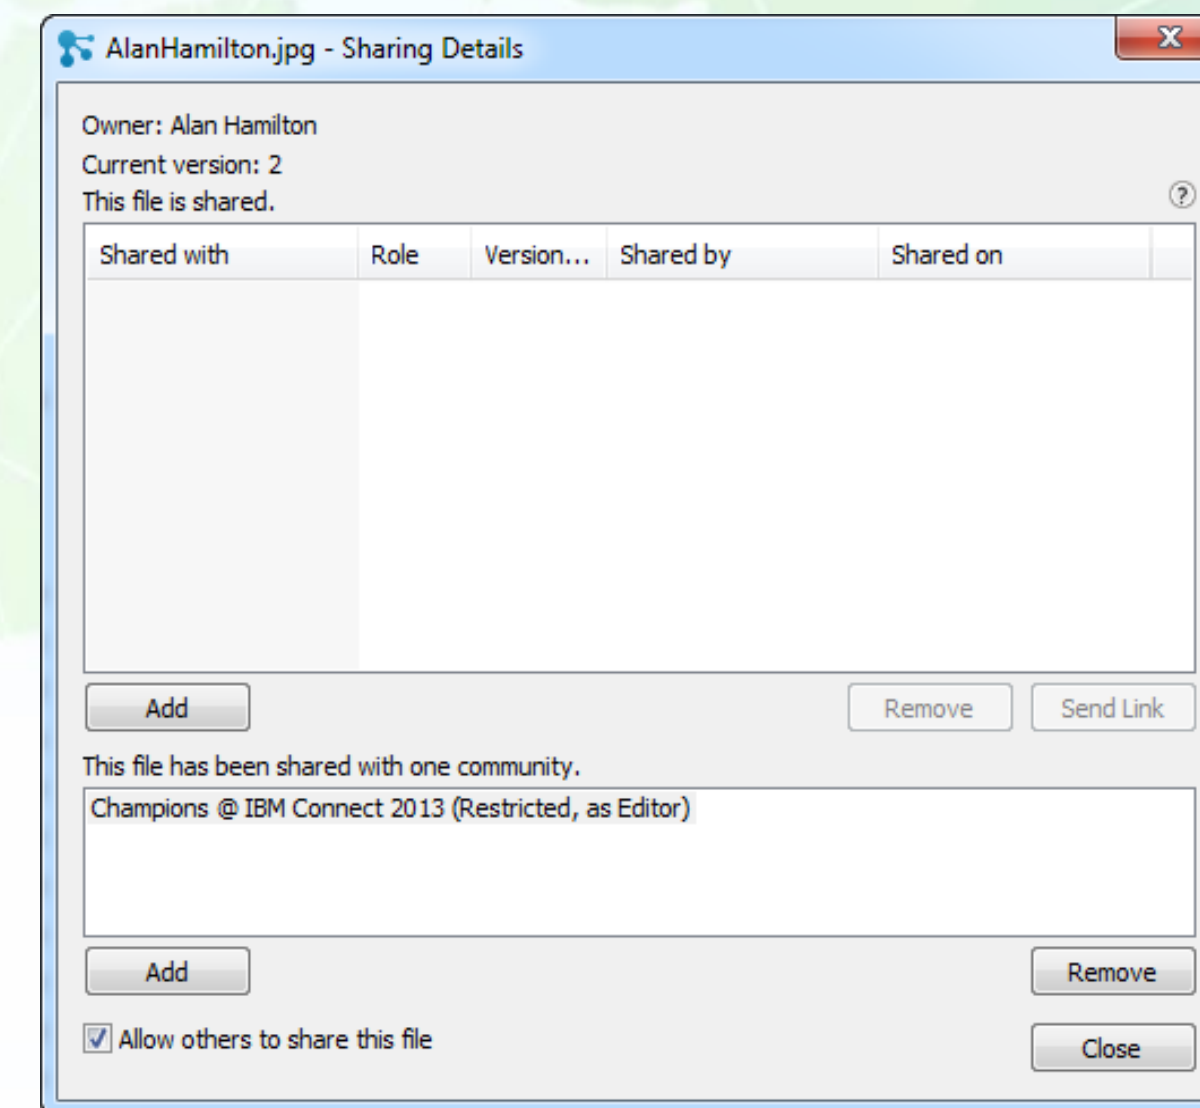 AlanHamilton.jpg - Sharing Details
Owner: Alan Hamilton
Current version: 2
This file is shared.
?
Shared with Role Version... Shared by Shared on
Add Remove Send Link
This file has been shared with one community.
Champions @ IBM Connect 2013 (Restricted, as Editor)
Add Remove
Allow others to share this file
Close